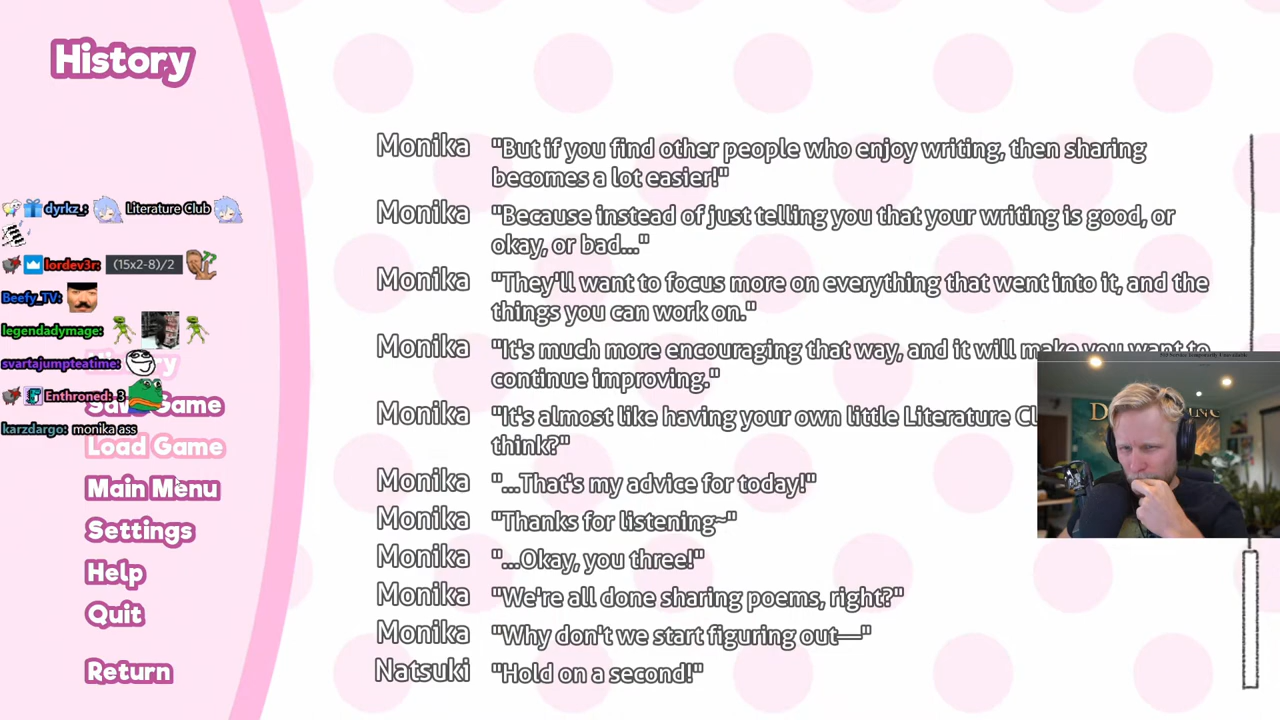 History
Monika "But if you find other people who enjoy writing, then sharing
becomes a lot easier!"
Monika "Because instead of just telling you that your writing is good, or
okay, or bad..."
Monika "They'll want to focus more on everything that went into it, and the
things you can work on."
Monika "It's much more encouraging that way, and it will make you want to
continue improving."
Monika "It's almost like having your own little Literature
think?"
Monika "...That's my advice for today!"
Monika "Thanks for listening~"
Monika "...Okay, you three!"
Monika "We're all done sharing poems, right?"
Monika "Why don't we start figuring out—"
Natsuki "Hold on a second!"
dyrkz_: Literature Club
lordev3r: (15x2-8)/2
Beefy_TV:
legendadymage:
svartajumpteatime:
Enthroned: 3
karzdargo: monika ass
Save Game
Load Game
Main Menu
Settings
Help
Quit
Return